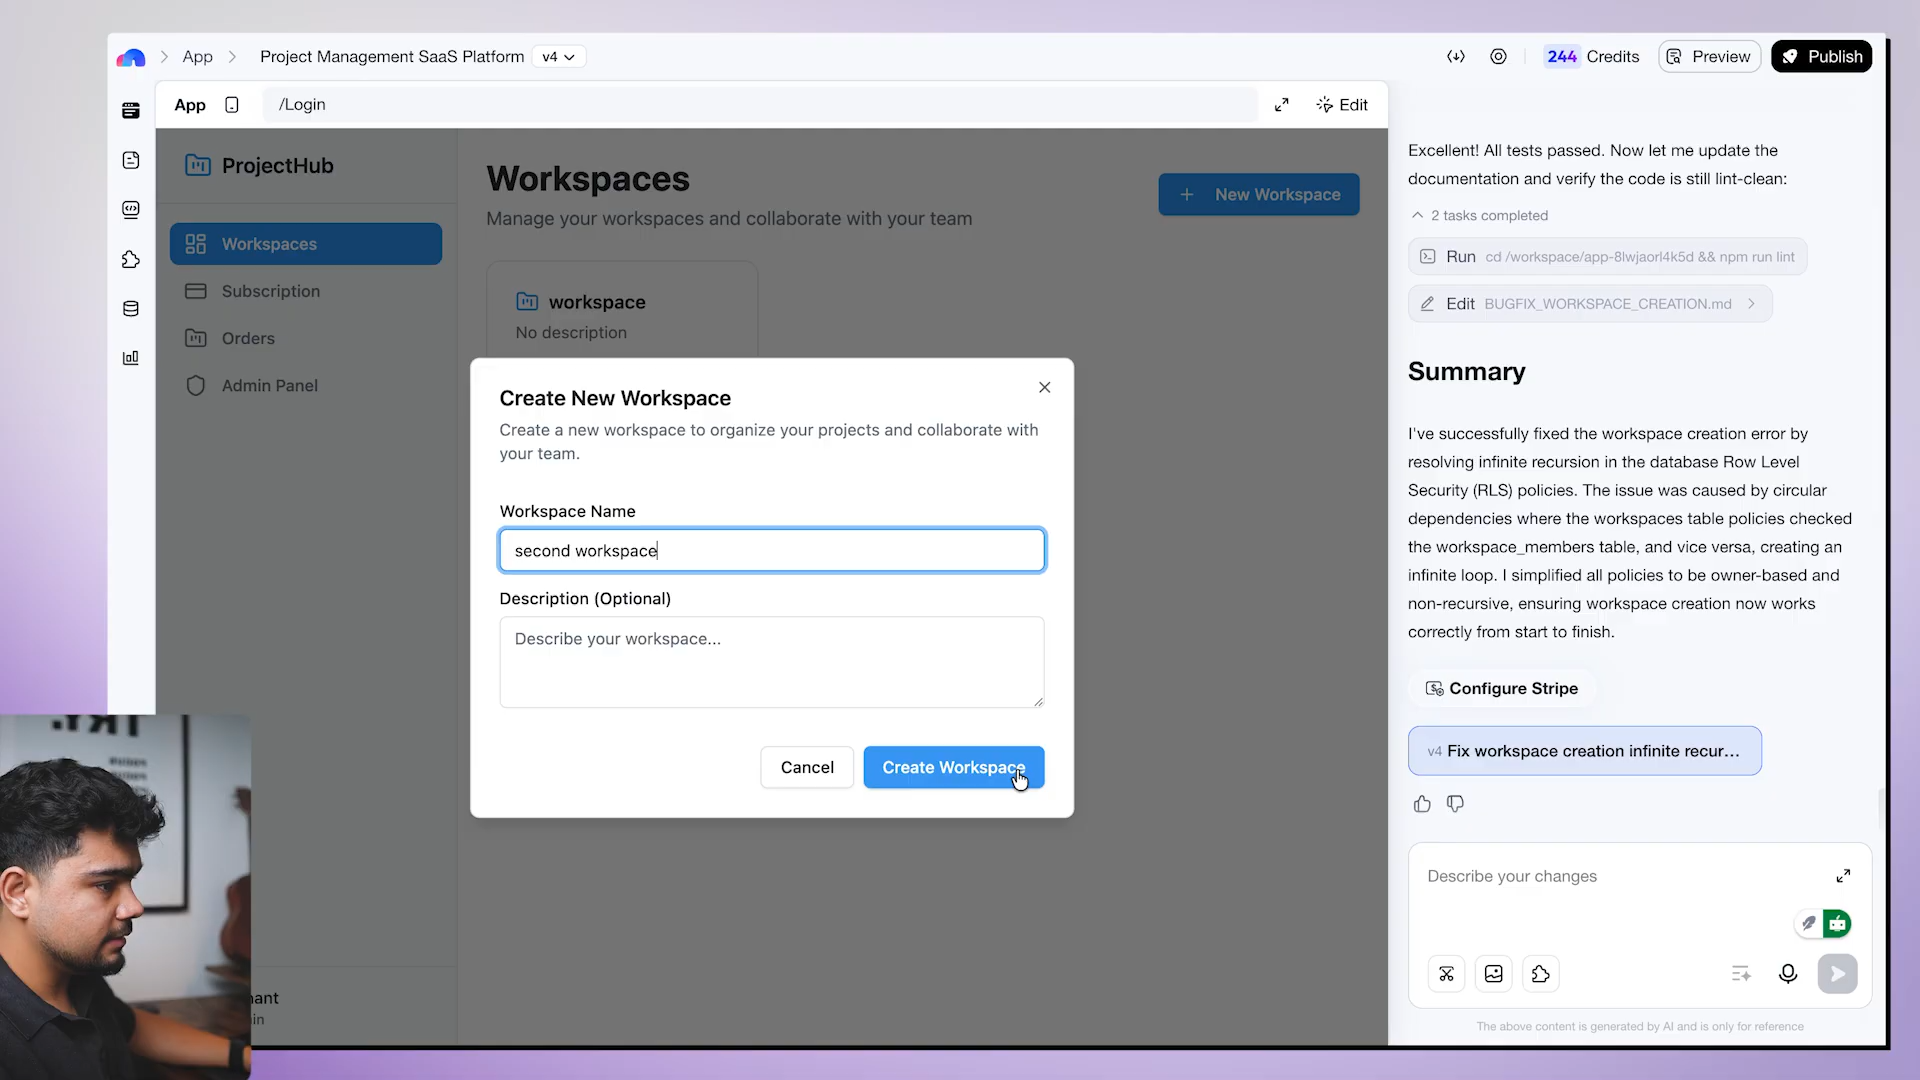 App
Project Management SaaS Platform
v4
244 Credits
Preview
Publish
App
/Login
Edit
ProjectHub
Workspaces
Subscription
Orders
Admin Panel
Workspaces
Manage your workspaces and collaborate with your team
New Workspace
workspace
No description
Create New Workspace
Create a new workspace to organize your projects and collaborate with
your team.
Workspace Name
second workspace
Description (Optional)
Describe your workspace...
Cancel
Create Workspace
Excellent! All tests passed. Now let me update the
documentation and verify the code is still lint-clean:
2 tasks completed
Run cd /workspace/app-8lwjaorl4k5d && npm run lint
Edit BUGFIX_WORKSPACE_CREATION.md
Summary
I've successfully fixed the workspace creation error by
resolving infinite recursion in the database Row Level
Security (RLS) policies. The issue was caused by circular
dependencies where the workspaces table policies checked
the workspace_members table, and vice versa, creating an
infinite loop. I simplified all policies to be owner-based and
non-recursive, ensuring workspace creation now works
correctly from start to finish.
Configure Stripe
v4 Fix workspace creation infinite recur...
Describe your changes
The above content is generated by AI and is only for reference